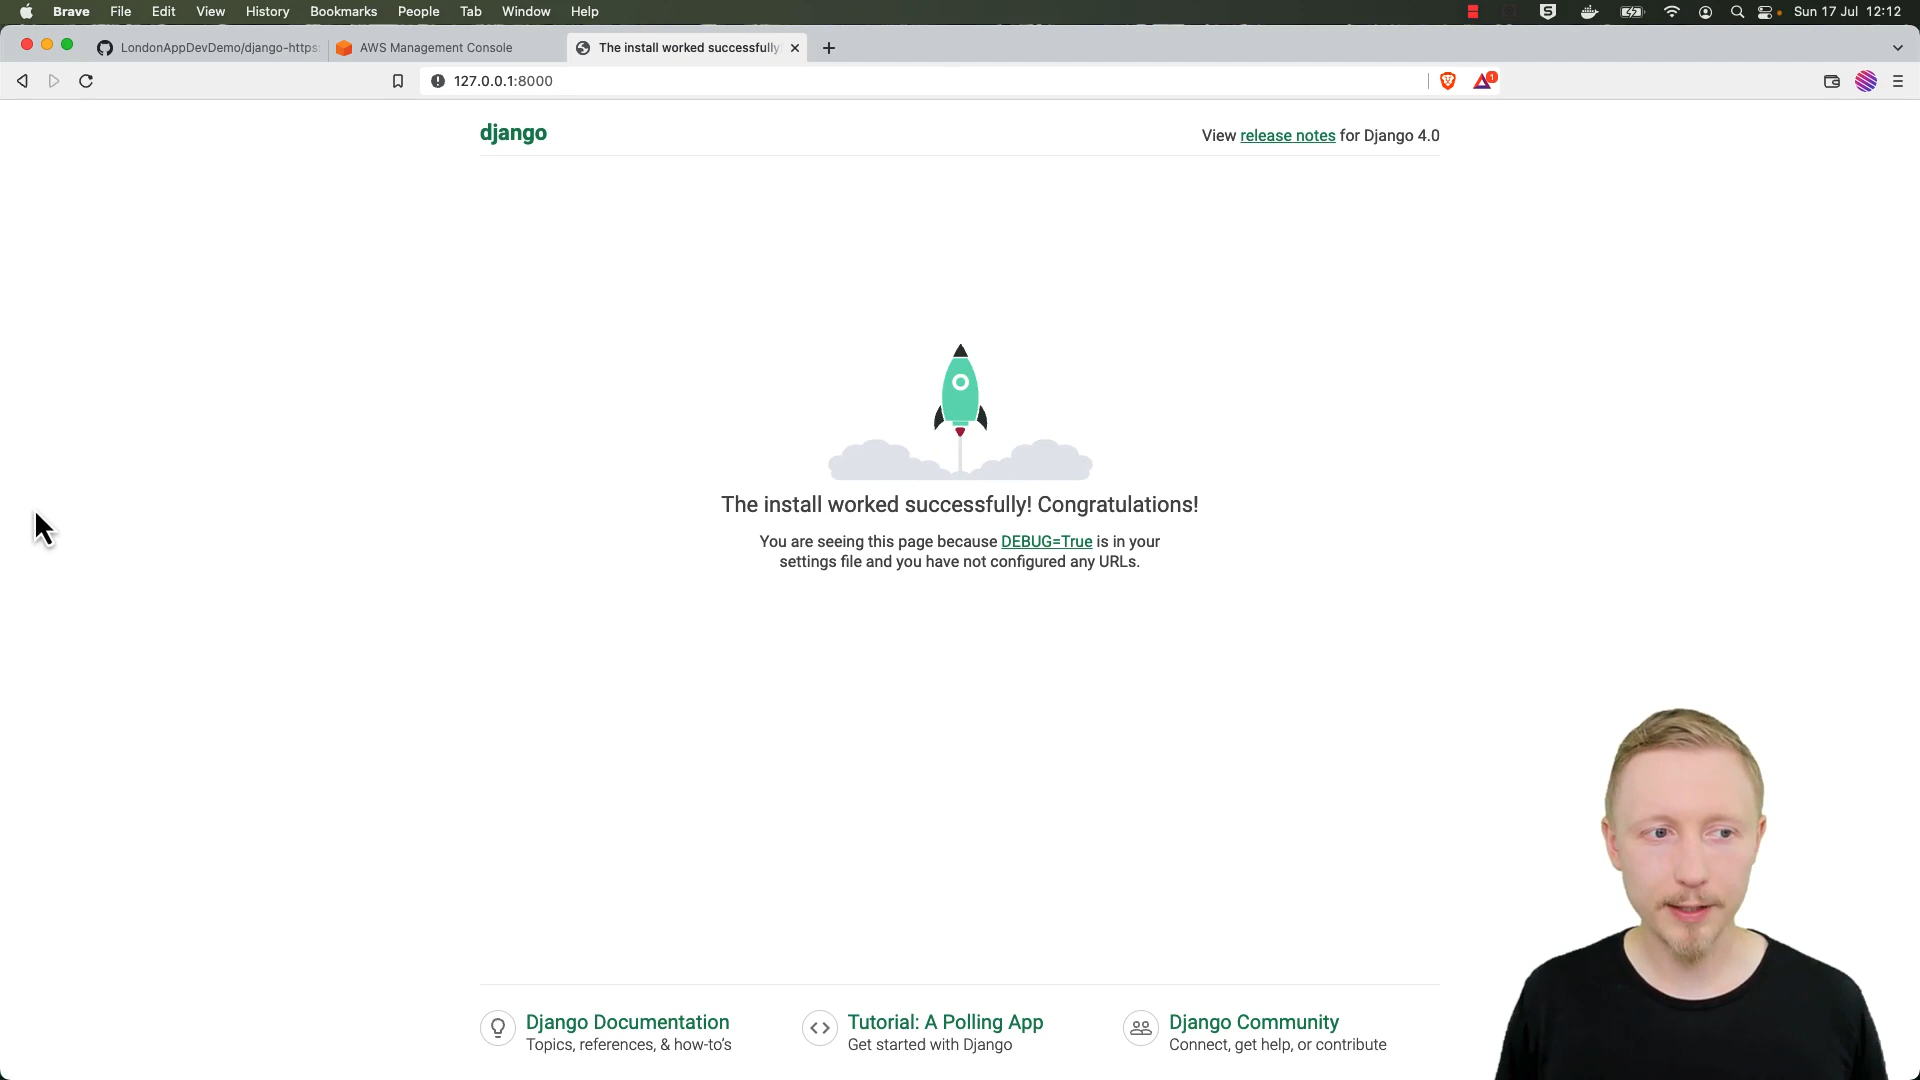 Brave File Edit View History Bookmarks People Tab Window Help
Sun 17 Jul 12:12
LondonAppDevDemo/django-https:
AWS Management Console
The install worked successfully
127.0.0.1:8000
1
django
View release notes for Django 4.0
The install worked successfully! Congratulations!
You are seeing this page because DEBUG=True is in your
settings file and you have not configured any URLs.
Django Documentation
Topics, references, & how-to's
Tutorial: A Polling App
Get started with Django
Django Community
Connect, get help, or contribute